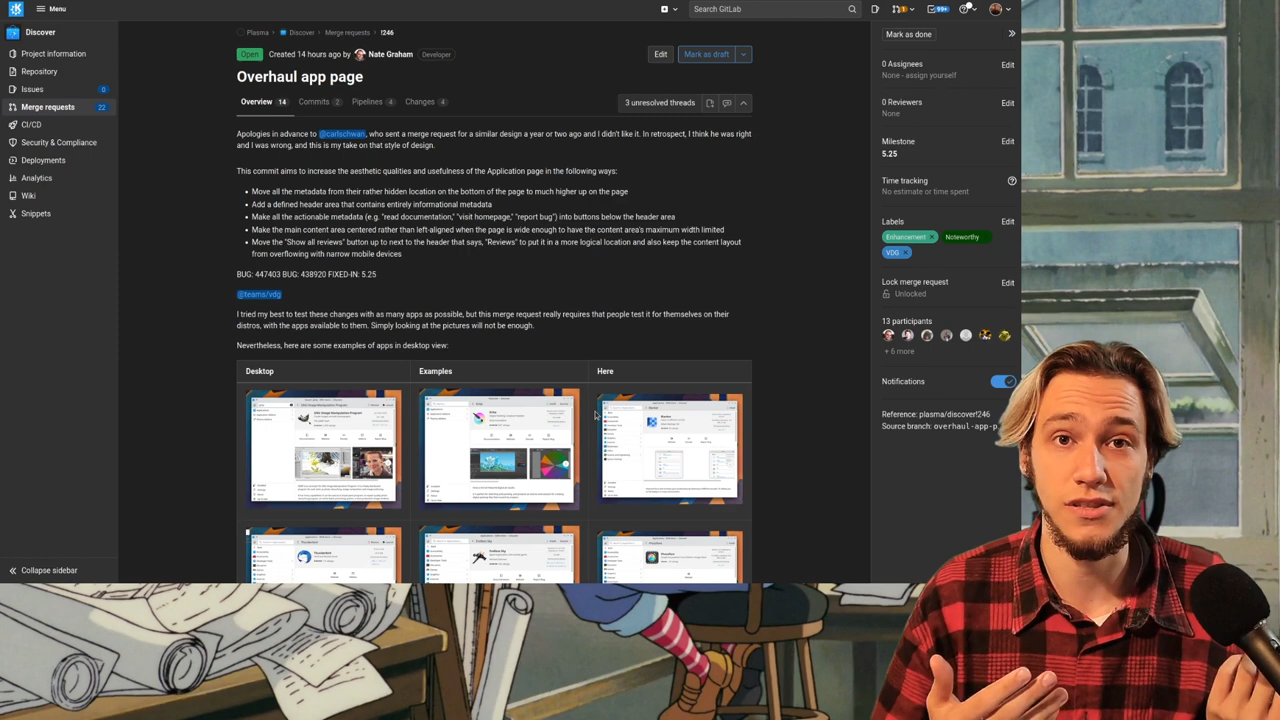 Menu
Search GitLab
1
99+
Discover
Project information
Repository
Issues 0
Merge requests 22
CI/CD
Security & Compliance
Deployments
Analytics
Wiki
Snippets
Collapse sidebar
Plasma › Discover › Merge requests › !246
Open Created 14 hours ago by Nate Graham Developer
Edit
Mark as draft
Overhaul app page
Overview 14 Commits 2 Pipelines 4 Changes 4
3 unresolved threads
Apologies in advance to @carlschwan, who sent a merge request for a similar design a year or two ago and I didn't like it. In retrospect, I think he was right
and I was wrong, and this is my take on that style of design.
This commit aims to increase the aesthetic qualities and usefulness of the Application page in the following ways:
• Move all the metadata from their rather hidden location on the bottom of the page to much higher up on the page
• Add a defined header area that contains entirely informational metadata
• Make all the actionable metadata (e.g. "read documentation," "visit homepage," "report bug") into buttons below the header area
• Make the main content area centered rather than left-aligned when the page is wide enough to have the content area's maximum width limited
• Move the "Show all reviews" button up to next to the header that says, "Reviews" to put it in a more logical location and also keep the content layout
from overflowing with narrow mobile devices
BUG: 447403 BUG: 438920 FIXED-IN: 5.25
@teams/vdg
I tried my best to test these changes with as many apps as possible, but this merge request really requires that people test it for themselves on their
distros, with the apps available to them. Simply looking at the pictures will not be enough.
Nevertheless, here are some examples of apps in desktop view:
Desktop Examples Here
Mark as done
0 Assignees Edit
None - assign yourself
0 Reviewers Edit
None
Milestone Edit
5.25
Time tracking
No estimate or time spent
Labels Edit
Enhancement × Noteworthy
VDG ×
Lock merge request Edit
Unlocked
13 participants
+ 6 more
Notifications
Reference: plasma/discover!246
Source branch: overhaul-app-p